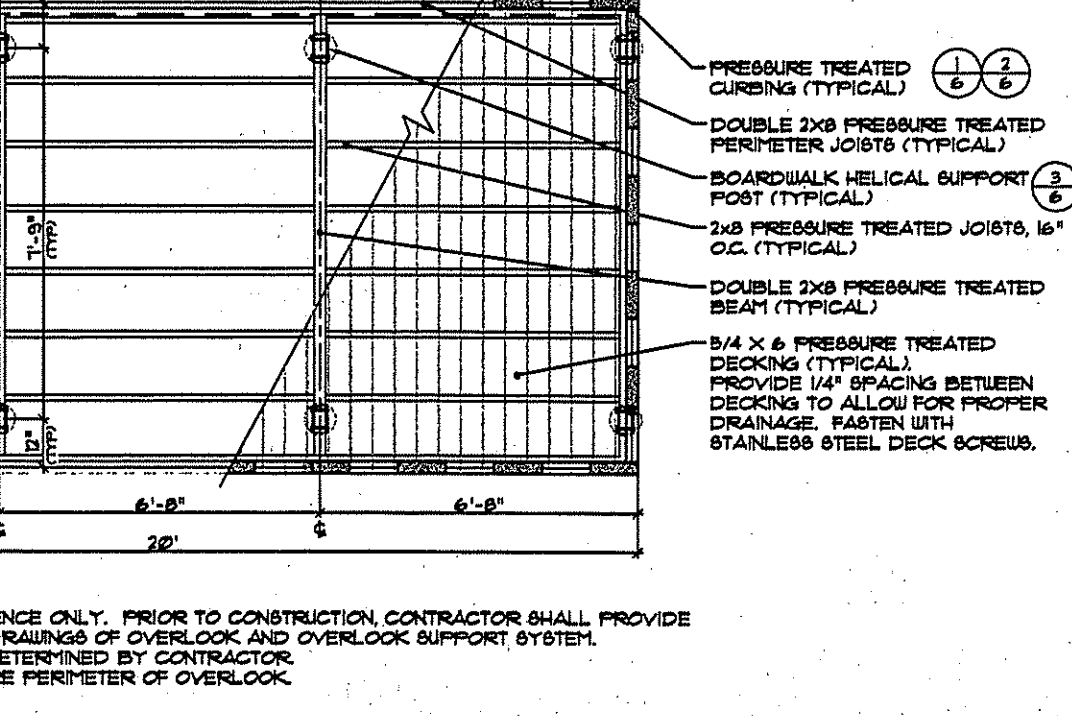 PRESSURE TREATED
CURBING (TYPICAL)
1
6
2
6
DOUBLE 2X8 PRESSURE TREATED
PERIMETER JOISTS (TYPICAL)
BOARDWALK HELICAL SUPPORT
POST (TYPICAL)
3
6
2x8 PRESSURE TREATED JOISTS, 16"
O.C. (TYPICAL)
DOUBLE 2X8 PRESSURE TREATED
BEAM (TYPICAL)
5/4 X 6 PRESSURE TREATED
DECKING (TYPICAL).
PROVIDE 1/4" SPACING BETWEEN
DECKING TO ALLOW FOR PROPER
DRAINAGE. FASTEN WITH
STAINLESS STEEL DECK SCREWS.
(TYP)
12"
(TYP)
6'-8"
6'-8"
20'
ENCE ONLY. PRIOR TO CONSTRUCTION, CONTRACTOR SHALL PROVIDE
RAWINGS OF OVERLOOK AND OVERLOOK SUPPORT SYSTEM.
ETERMINED BY CONTRACTOR.
E PERIMETER OF OVERLOOK.